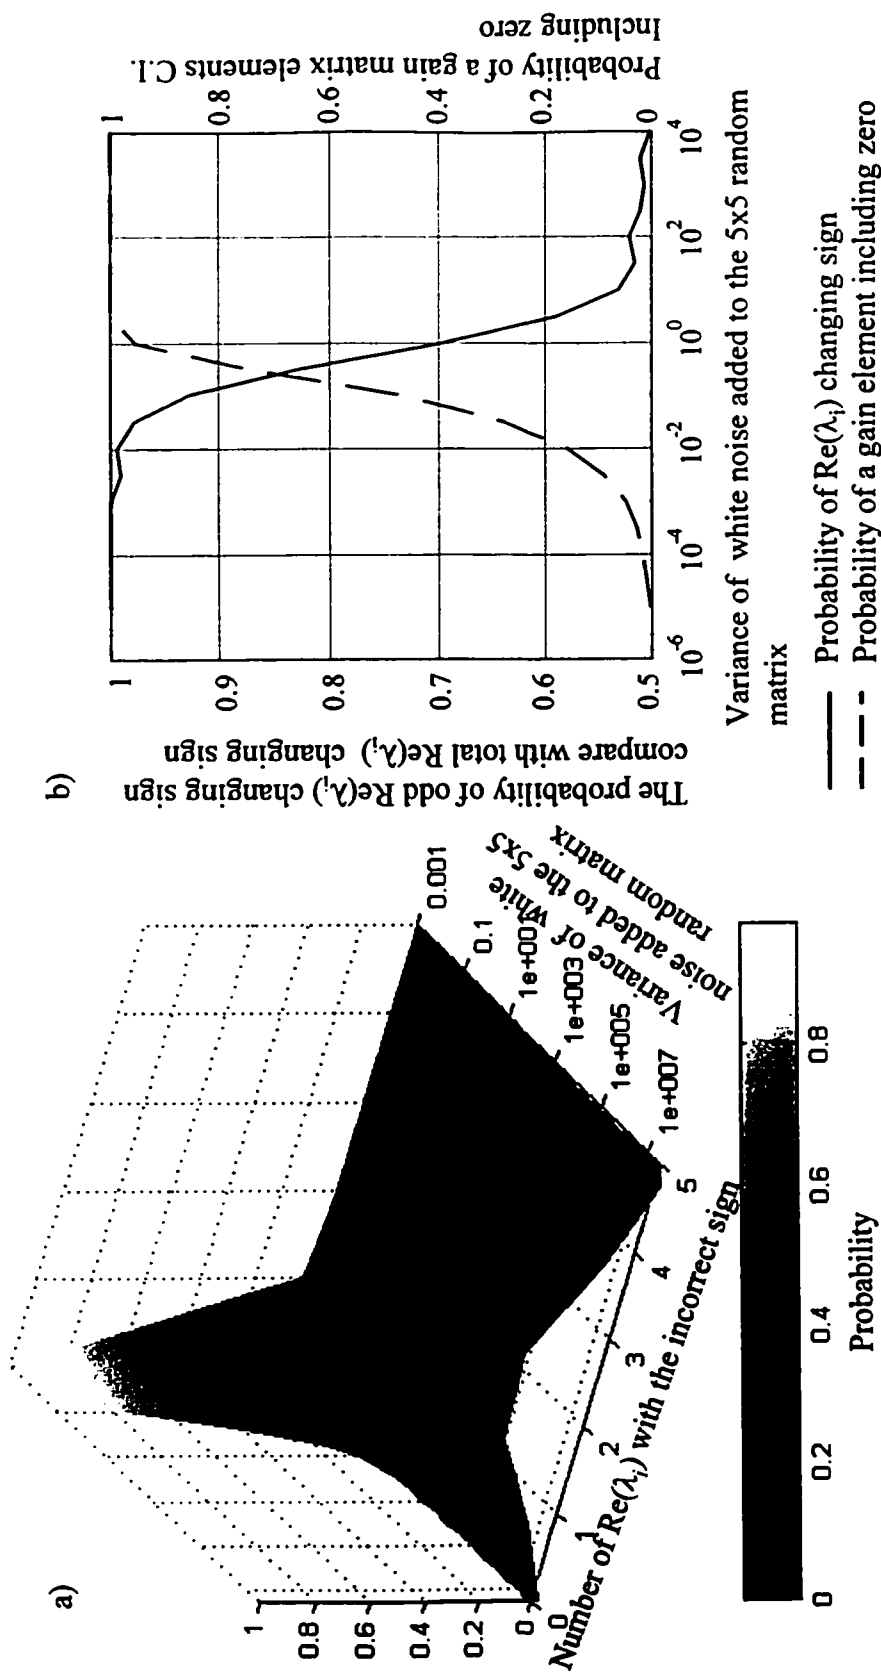 a)
1
0.8
0.6
0.4
0.2
0
0
1
2
3
4
5
Number of Re(λi) with the incorrect sign
0.001
0.1
1e+001
1e+003
1e+005
1e+007
Variance of White
noise added to the 5x5
random matrix
0
0.2
0.4
0.6
0.8
Probability
b)
The probability of odd Re(λi) changing sign
compare with total Re(λi) changing sign
1
0.9
0.8
0.7
0.6
0.5
10-6
10-4
10-2
100
102
104
1
0.8
0.6
0.4
0.2
0
Probability of a gain matrix elements C.I.
Including zero
Variance of white noise added to the 5x5 random
matrix
Probability of Re(λi) changing sign
Probability of a gain element including zero